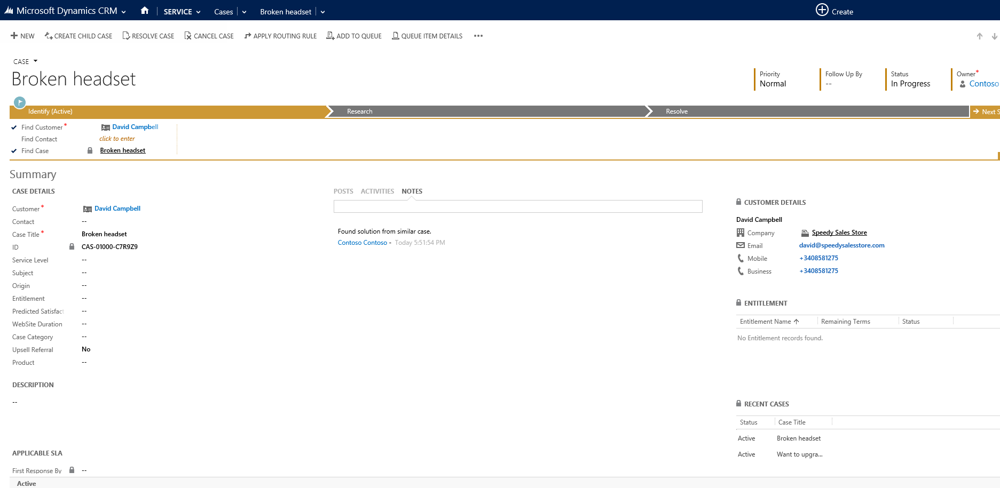 Microsoft Dynamics CRM SERVICE Cases Broken headset Create
NEW CREATE CHILD CASE RESOLVE CASE CANCEL CASE APPLY ROUTING RULE ADD TO QUEUE QUEUE ITEM DETAILS •••
CASE
Broken headset
Priority Follow Up By Status Owner*
Normal -- In Progress Contoso
Identify (Active) Research Resolve Next S
Find Customer* David Campbell
Find Contact click to enter
Find Case Broken headset
Summary
CASE DETAILS
Customer* David Campbell
Contact --
Case Title* Broken headset
ID CAS-01000-C7R9Z9
Service Level --
Subject --
Origin --
Entitlement --
Predicted Satisfact --
WebSite Duration --
Case Category --
Upsell Referral No
Product --
DESCRIPTION
--
APPLICABLE SLA
First Response By --
Active
POSTS ACTIVITIES NOTES
Found solution from similar case.
Contoso Contoso - Today 5:51:54 PM
CUSTOMER DETAILS
David Campbell
Company Speedy Sales Store
Email david@speedysalesstore.com
Mobile +3408581275
Business +3408581275
ENTITLEMENT
Entitlement Name Remaining Terms Status
No Entitlement records found.
RECENT CASES
Status Case Title
Active Broken headset
Active Want to upgra...